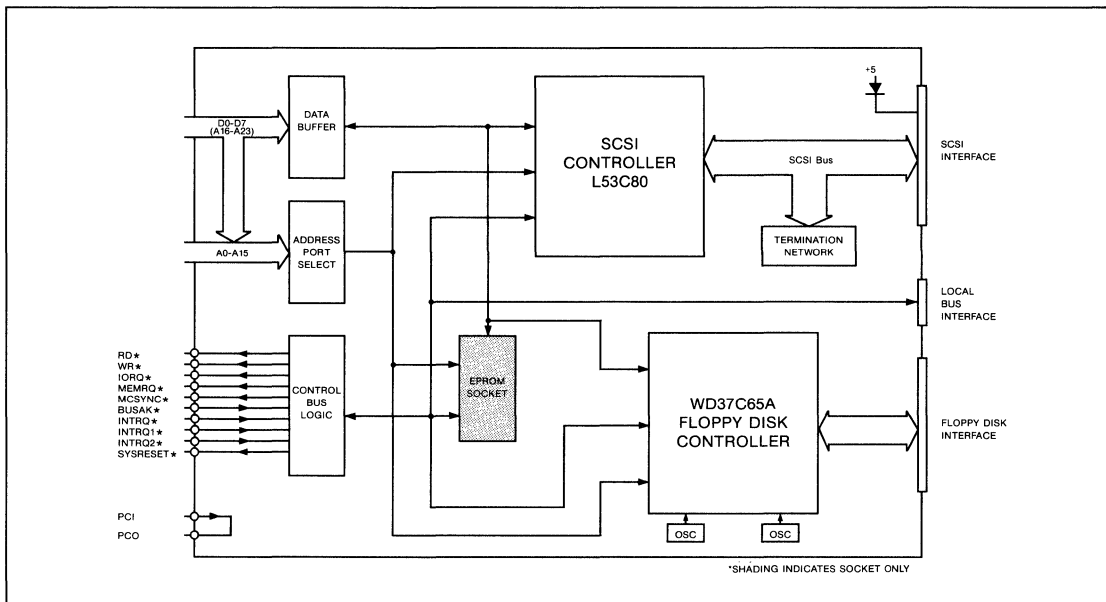 D0-D7
(A16-A23)
DATA
BUFFER
A0-A15
ADDRESS
PORT
SELECT
SCSI
CONTROLLER
L53C80
+5
SCSI Bus
SCSI
INTERFACE
TERMINATION
NETWORK
LOCAL
BUS
INTERFACE
RD*
WR*
IORQ*
MEMRQ*
MCSYNC*
BUSAK*
INTRQ*
INTRQ1*
INTRQ2*
SYSRESET*
CONTROL
BUS
LOGIC
EPROM
SOCKET
WD37C65A
FLOPPY DISK
CONTROLLER
FLOPPY DISK
INTERFACE
PCI
PCO
OSC
OSC
*SHADING INDICATES SOCKET ONLY